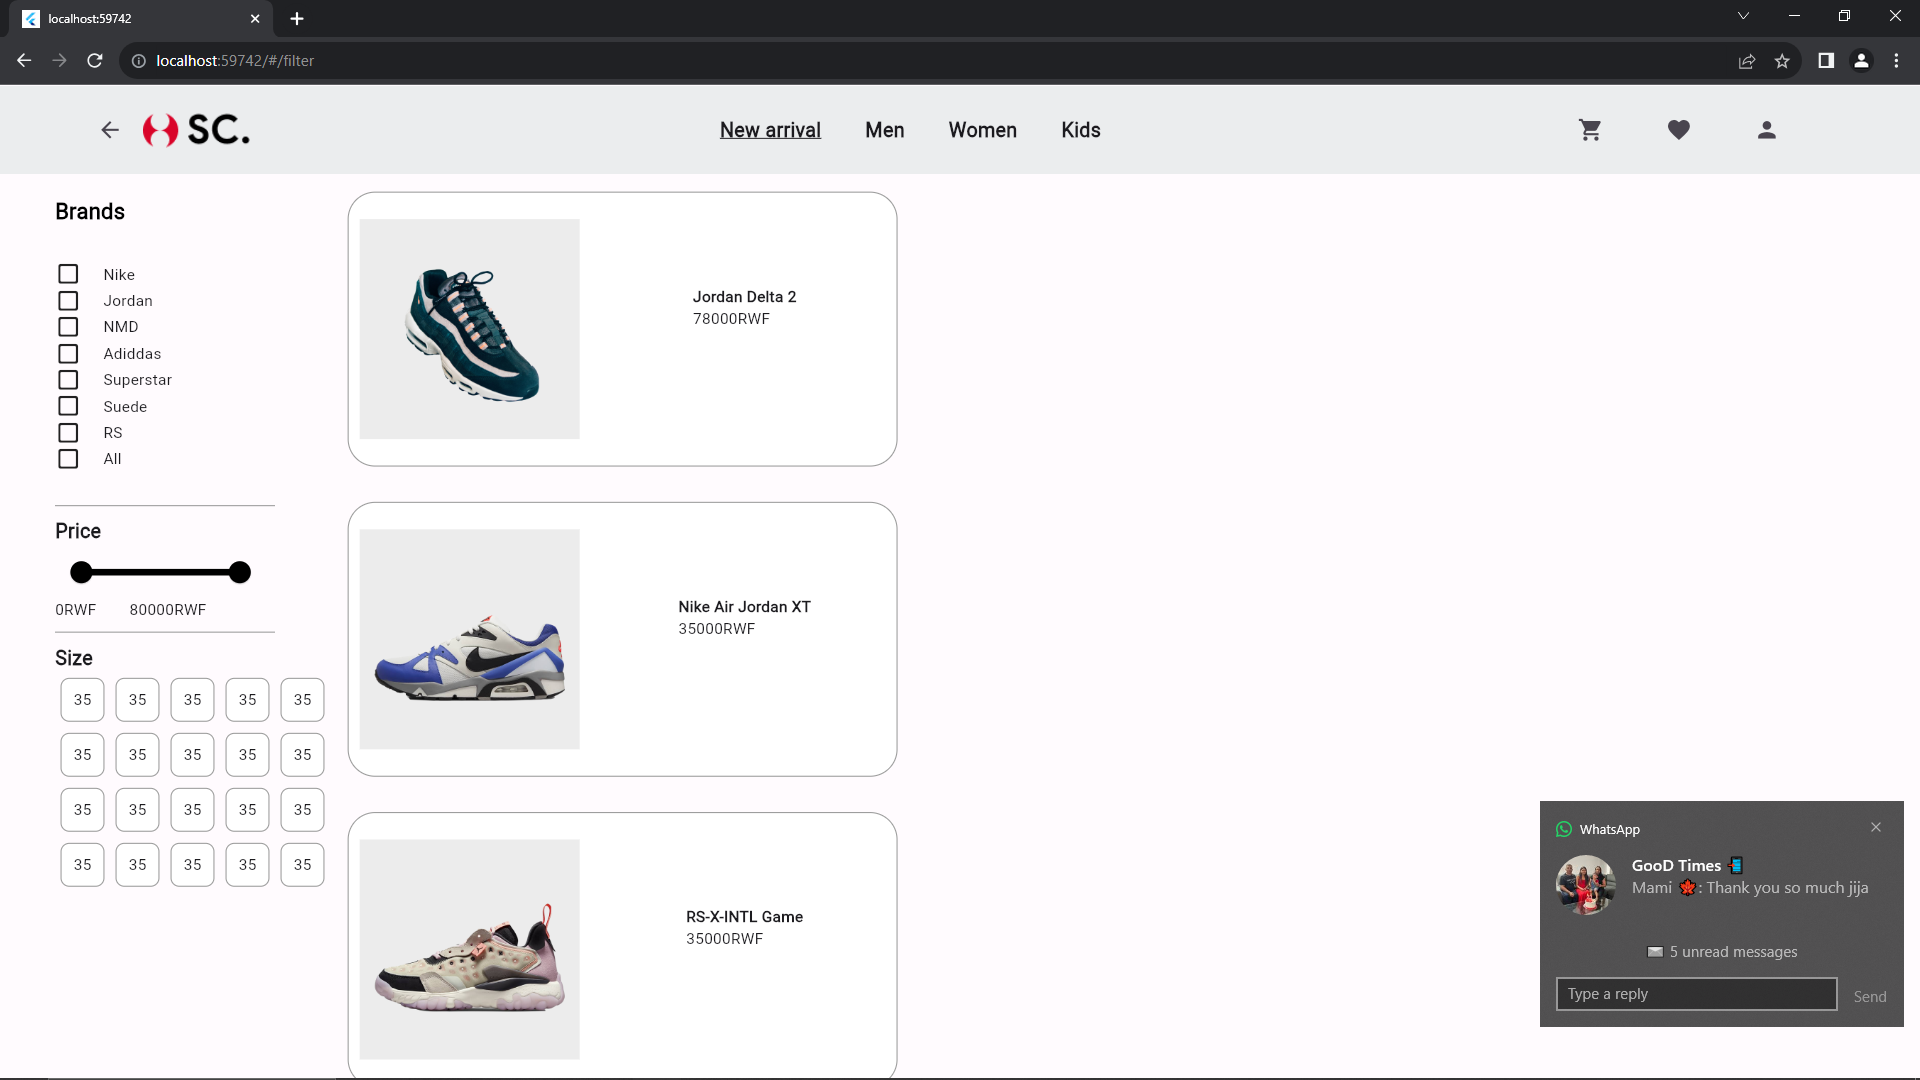 localhost:59742
localhost:59742/#/filter
SC.
New arrival
Men
Women
Kids
Brands
Nike
Jordan
NMD
Adiddas
Superstar
Suede
RS
All
Price
0RWF 80000RWF
Size
35 35 35 35 35
35 35 35 35 35
35 35 35 35 35
35 35 35 35 35
Jordan Delta 2
78000RWF
Nike Air Jordan XT
35000RWF
RS-X-INTL Game
35000RWF
WhatsApp
GooD Times 📲
Mami 🍁: Thank you so much jija
✉️ 5 unread messages
Type a reply
Send